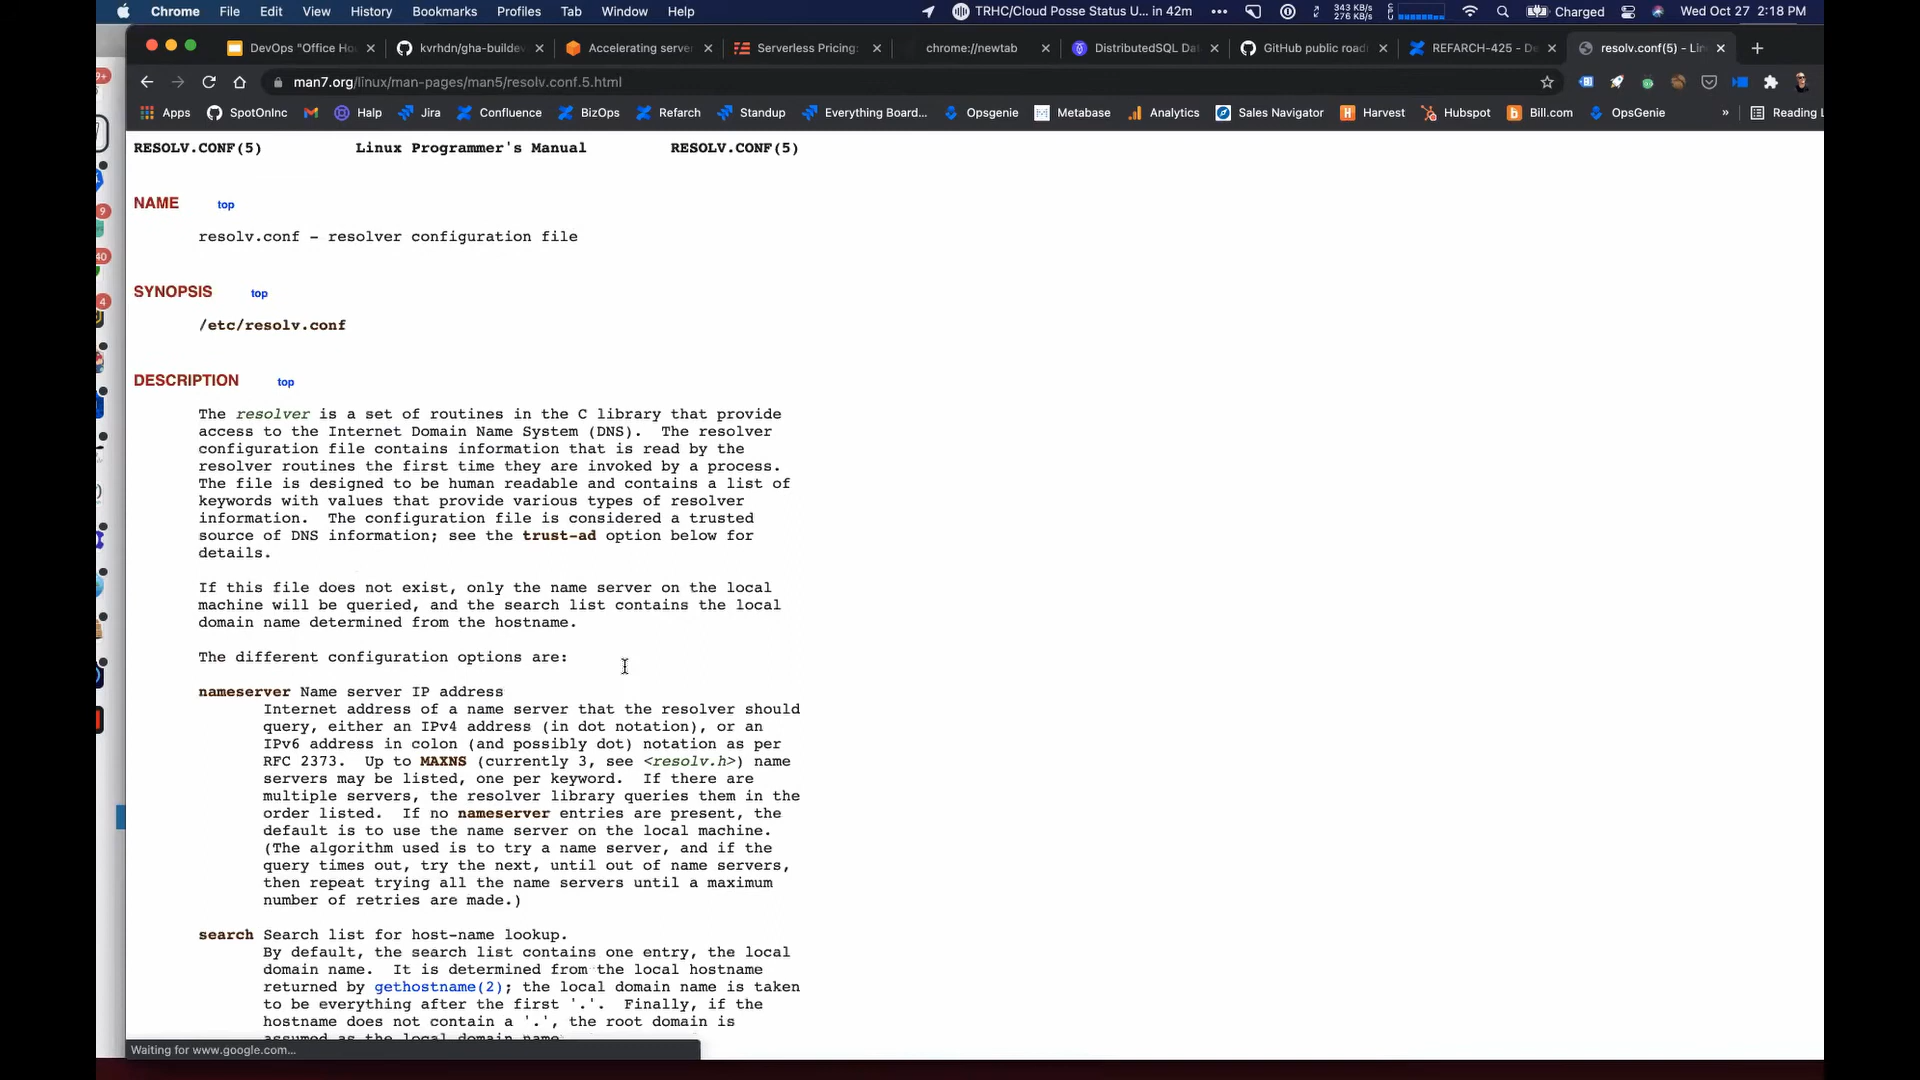 Chrome File Edit View History Bookmarks Profiles Tab Window Help TRHC/Cloud Posse Status U... in 42m 343 KB/s 276 KB/s Charged Wed Oct 27 2:18 PM
DevOps "Office Ho kvrhdn/gha-buildev Accelerating server Serverless Pricing: chrome://newtab DistributedSQL Dat GitHub public road REFARCH-425 - De resolv.conf(5) - Lin
man7.org/linux/man-pages/man5/resolv.conf.5.html
Apps SpotOnInc Halp Jira Confluence BizOps Refarch Standup Everything Board... Opsgenie Metabase Analytics Sales Navigator Harvest Hubspot Bill.com OpsGenie » Reading L
RESOLV.CONF(5) Linux Programmer's Manual RESOLV.CONF(5)
NAME top
resolv.conf - resolver configuration file
SYNOPSIS top
/etc/resolv.conf
DESCRIPTION top
The resolver is a set of routines in the C library that provide
access to the Internet Domain Name System (DNS). The resolver
configuration file contains information that is read by the
resolver routines the first time they are invoked by a process.
The file is designed to be human readable and contains a list of
keywords with values that provide various types of resolver
information. The configuration file is considered a trusted
source of DNS information; see the trust-ad option below for
details.
If this file does not exist, only the name server on the local
machine will be queried, and the search list contains the local
domain name determined from the hostname.
The different configuration options are:
nameserver Name server IP address
Internet address of a name server that the resolver should
query, either an IPv4 address (in dot notation), or an
IPv6 address in colon (and possibly dot) notation as per
RFC 2373. Up to MAXNS (currently 3, see <resolv.h>) name
servers may be listed, one per keyword. If there are
multiple servers, the resolver library queries them in the
order listed. If no nameserver entries are present, the
default is to use the name server on the local machine.
(The algorithm used is to try a name server, and if the
query times out, try the next, until out of name servers,
then repeat trying all the name servers until a maximum
number of retries are made.)
search Search list for host-name lookup.
By default, the search list contains one entry, the local
domain name. It is determined from the local hostname
returned by gethostname(2); the local domain name is taken
to be everything after the first '.'. Finally, if the
hostname does not contain a '.', the root domain is
assumed as the local domain name
Waiting for www.google.com...
9+
9
40
4